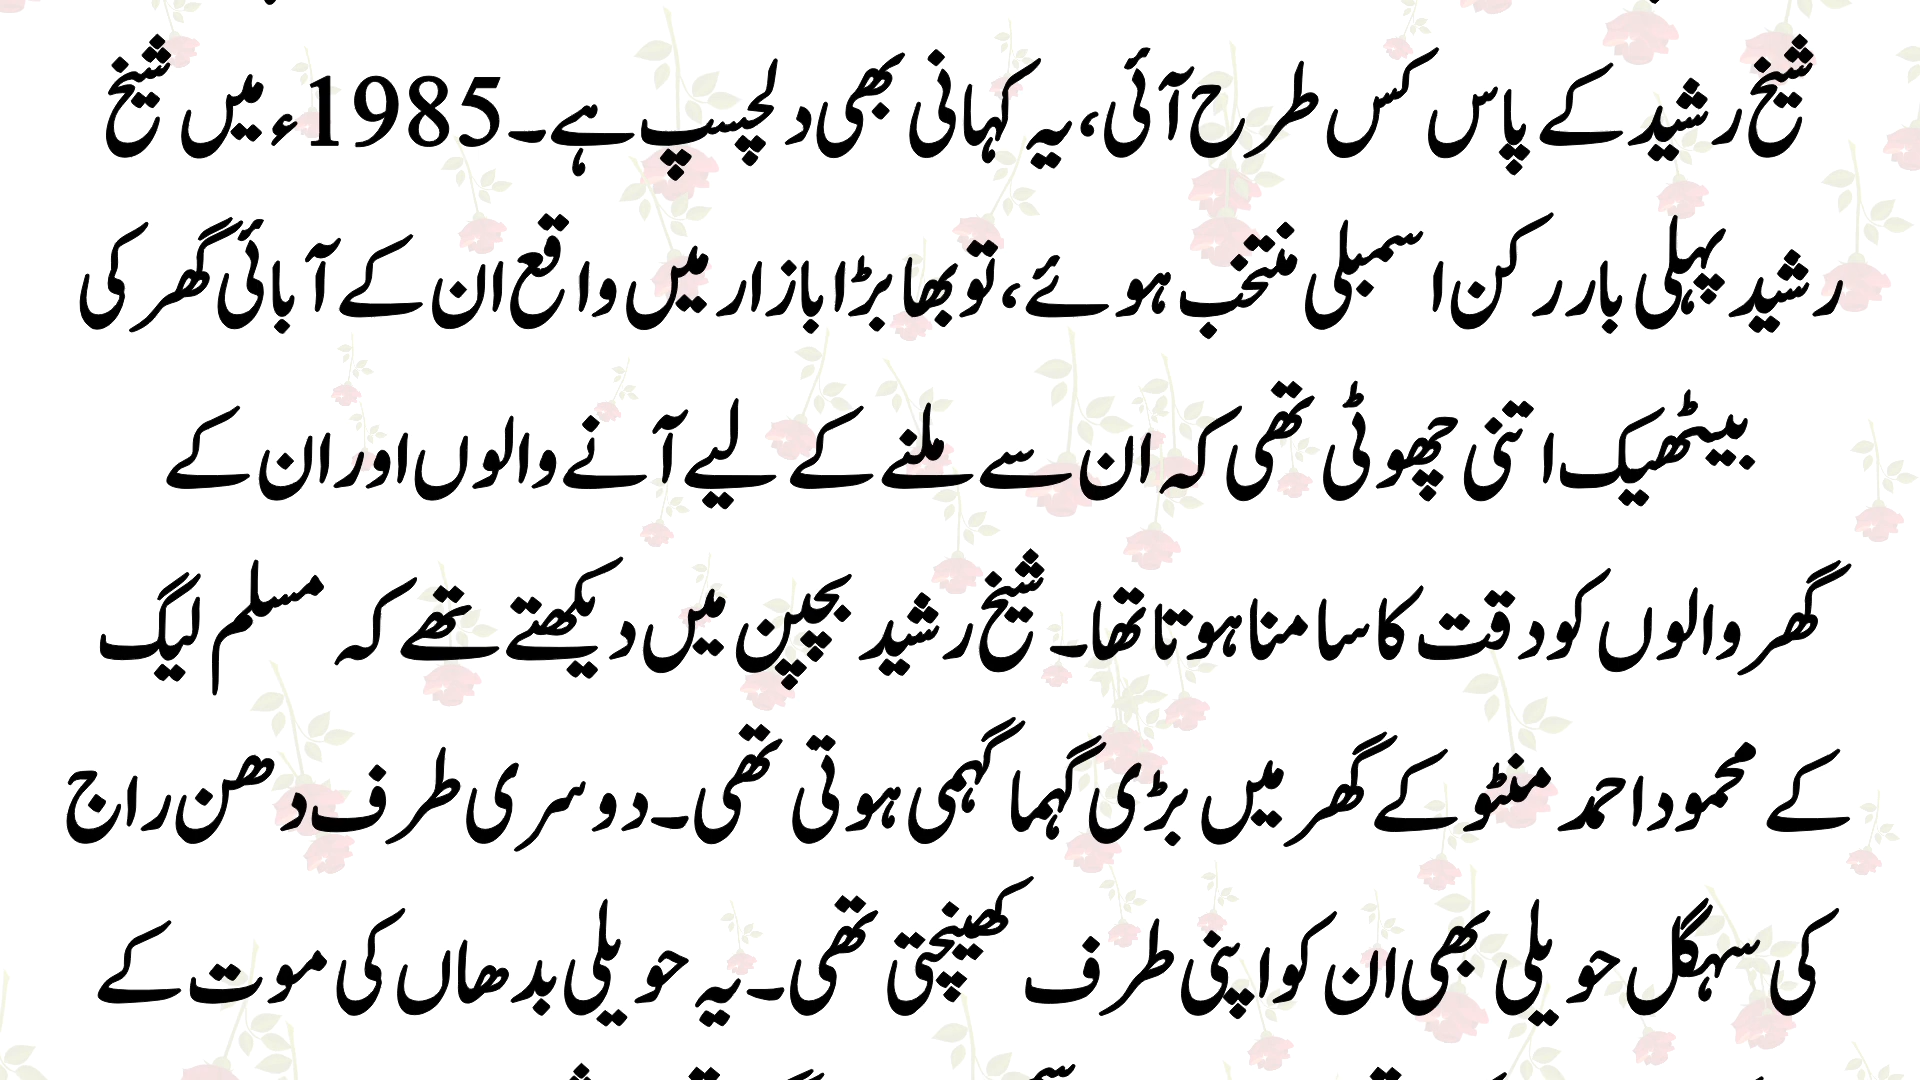 شیخ رشید کے پاس کس طرح آئی، یہ کہانی بھی دلچسپ ہے۔ 1985ء میں شیخ
رشید پہلی بار رکن اسمبلی منتخب ہوئے، تو بھابڑا بازار میں واقع ان کے آبائی گھر کی
بیٹھیک اتنی چھوٹی تھی کہ ان سے ملنے کے لیے آنے والوں اور ان کے
گھر والوں کو دقت کا سامنا ہوتا تھا۔ شیخ رشید بچپن میں دیکھتے تھے کہ مسلم لیگ
کے محمود احمد منٹو کے گھر میں بڑی گہما گہمی ہوتی تھی۔ دوسری طرف دھن راج
کی سہگل حویلی بھی ان کو اپنی طرف کھینچتی تھی۔ یہ حویلی بدھاں کی موت کے